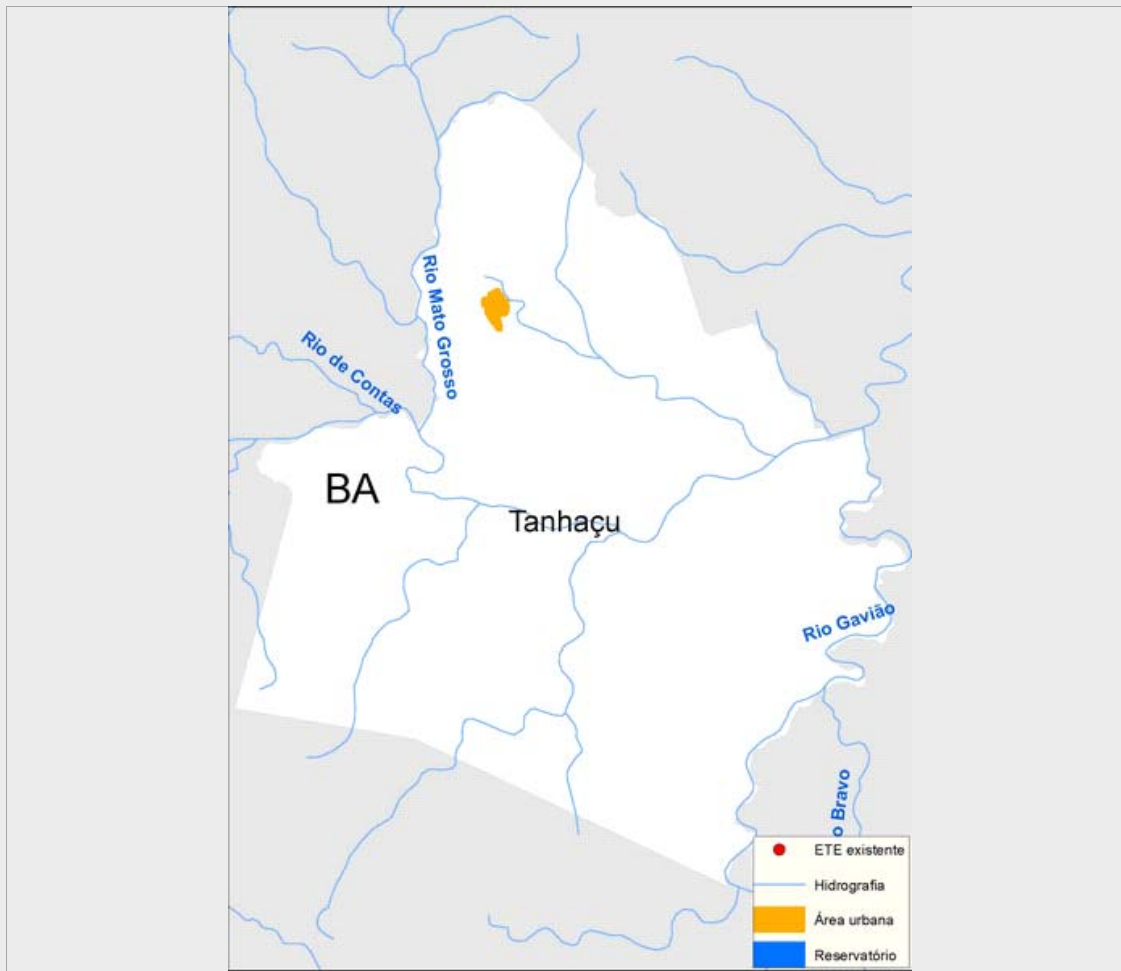 Rio Mato Grosso
Rio de Contas
BA
Tanhaçu
Rio Gavião
o Bravo
ETE existente
Hidrografia
Área urbana
Reservatório